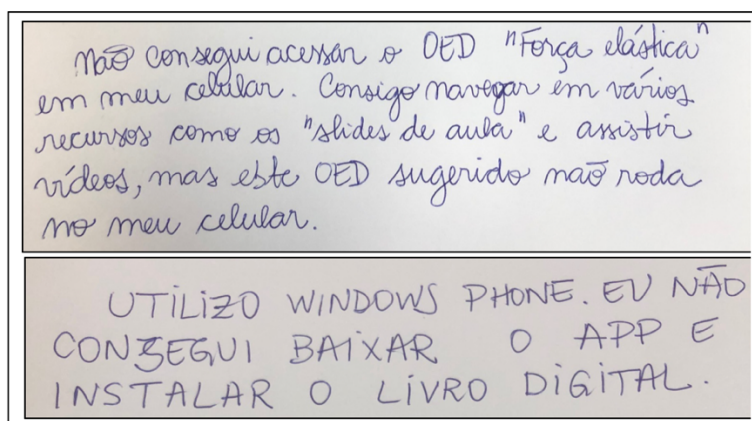 Não consegui acessar o OED "Força elástica"
em meu celular. Consigo navegar em vários
recursos como os "slides de aula" e assistir
vídeos, mas este OED sugerido não roda
no meu celular.
UTILIZO WINDOWS PHONE. EU NÃO
CONSEGUI BAIXAR O APP E
INSTALAR O LIVRO DIGITAL.